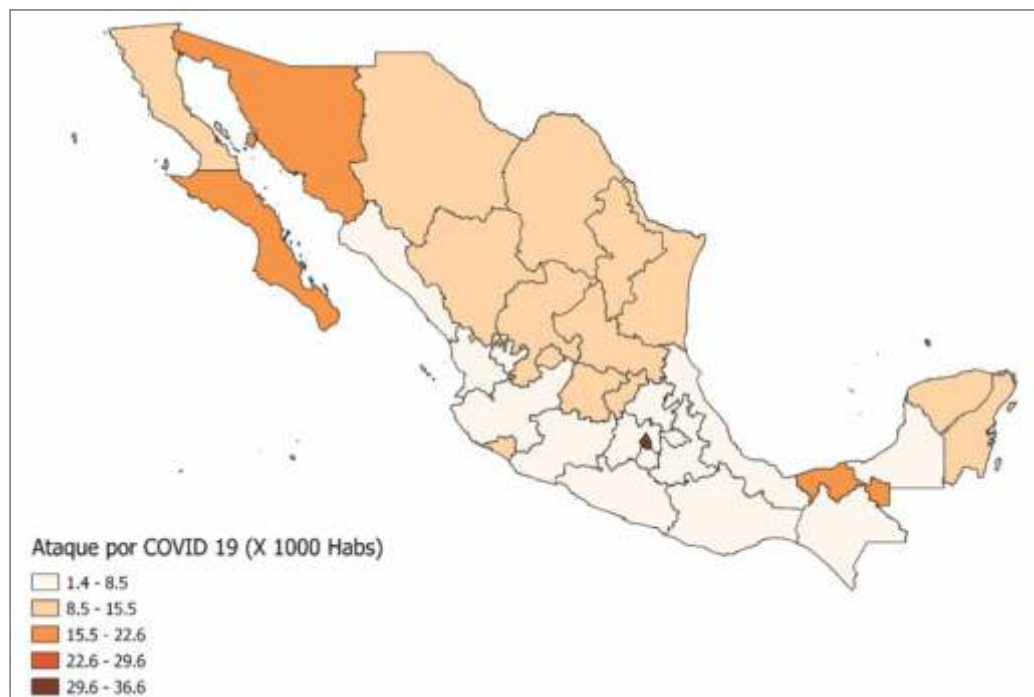 Ataque por COVID 19 (X 1000 Habs)
1.4 - 8.5
8.5 - 15.5
15.5 - 22.6
22.6 - 29.6
29.6 - 36.6